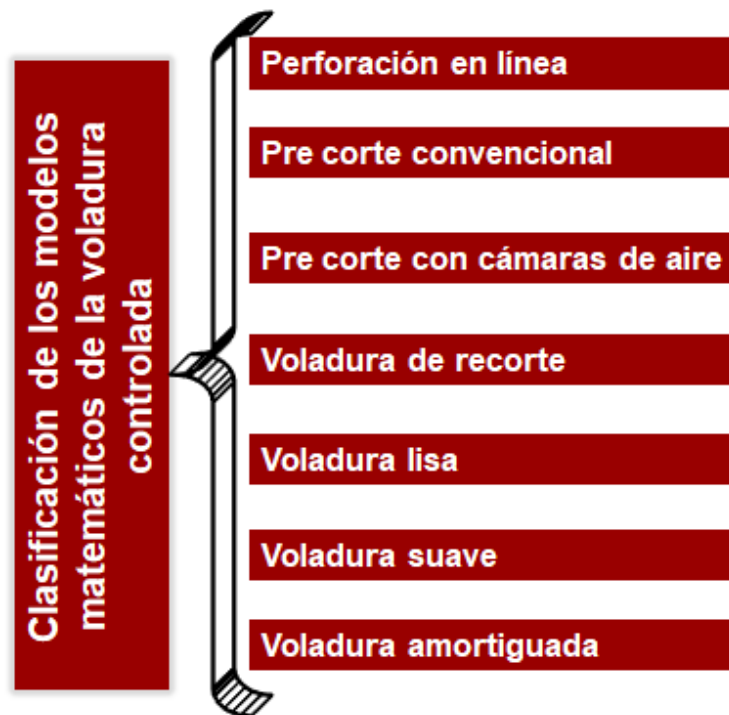 Clasificación de los modelos
matemáticos de la voladura
controlada
Perforación en línea
Pre corte convencional
Pre corte con cámaras de aire
Voladura de recorte
Voladura lisa
Voladura suave
Voladura amortiguada